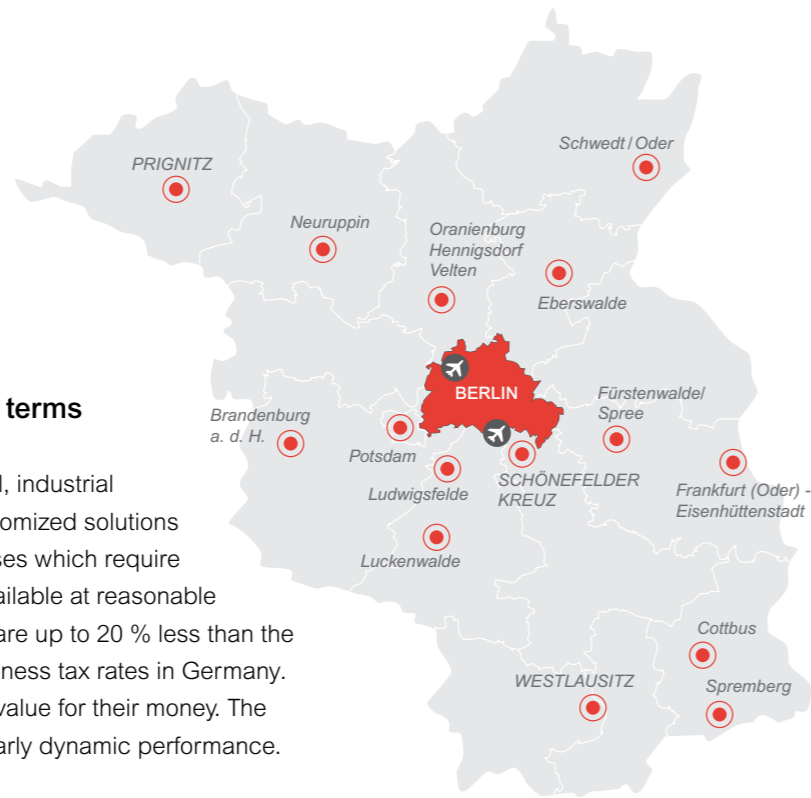 PRIGNITZ
Schwedt / Oder
Neuruppin
Oranienburg
Hennigsdorf
Velten
Eberswalde
BERLIN
Fürstenwalde/
Spree
Brandenburg
a. d. H.
Potsdam
Ludwigsfelde
SCHÖNEFELDER
KREUZ
Frankfurt (Oder) -
Eisenhüttenstadt
Luckenwalde
Cottbus
WESTLAUSITZ
Spremberg
terms
, industrial
omized solutions
ses which require
ailable at reasonable
are up to 20 % less than the
ness tax rates in Germany.
value for their money. The
arly dynamic performance.